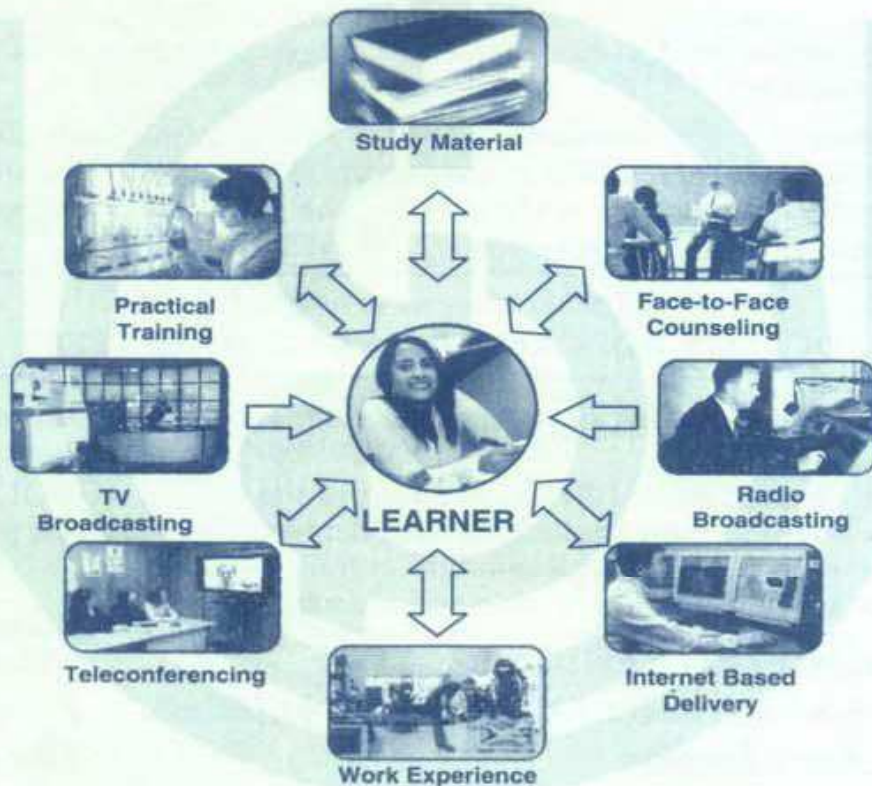 Study Material
Practical
Training
Face-to-Face
Counseling
TV
Broadcasting
LEARNER
Radio
Broadcasting
Teleconferencing
Internet Based
Delivery
Work Experience